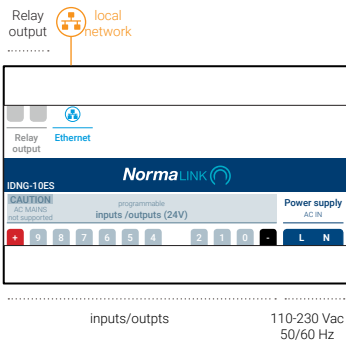 Relay
output
local
network
Relay
output
Ethernet
NormaLINK
IDNG-10ES
CAUTION
AC MAINS
not supported
programmable
inputs /outputs (24V)
Power supply
AC IN
+ 9 8 7 6 5 4 2 1 0 - L N
inputs/outpts
110-230 Vac
50/60 Hz